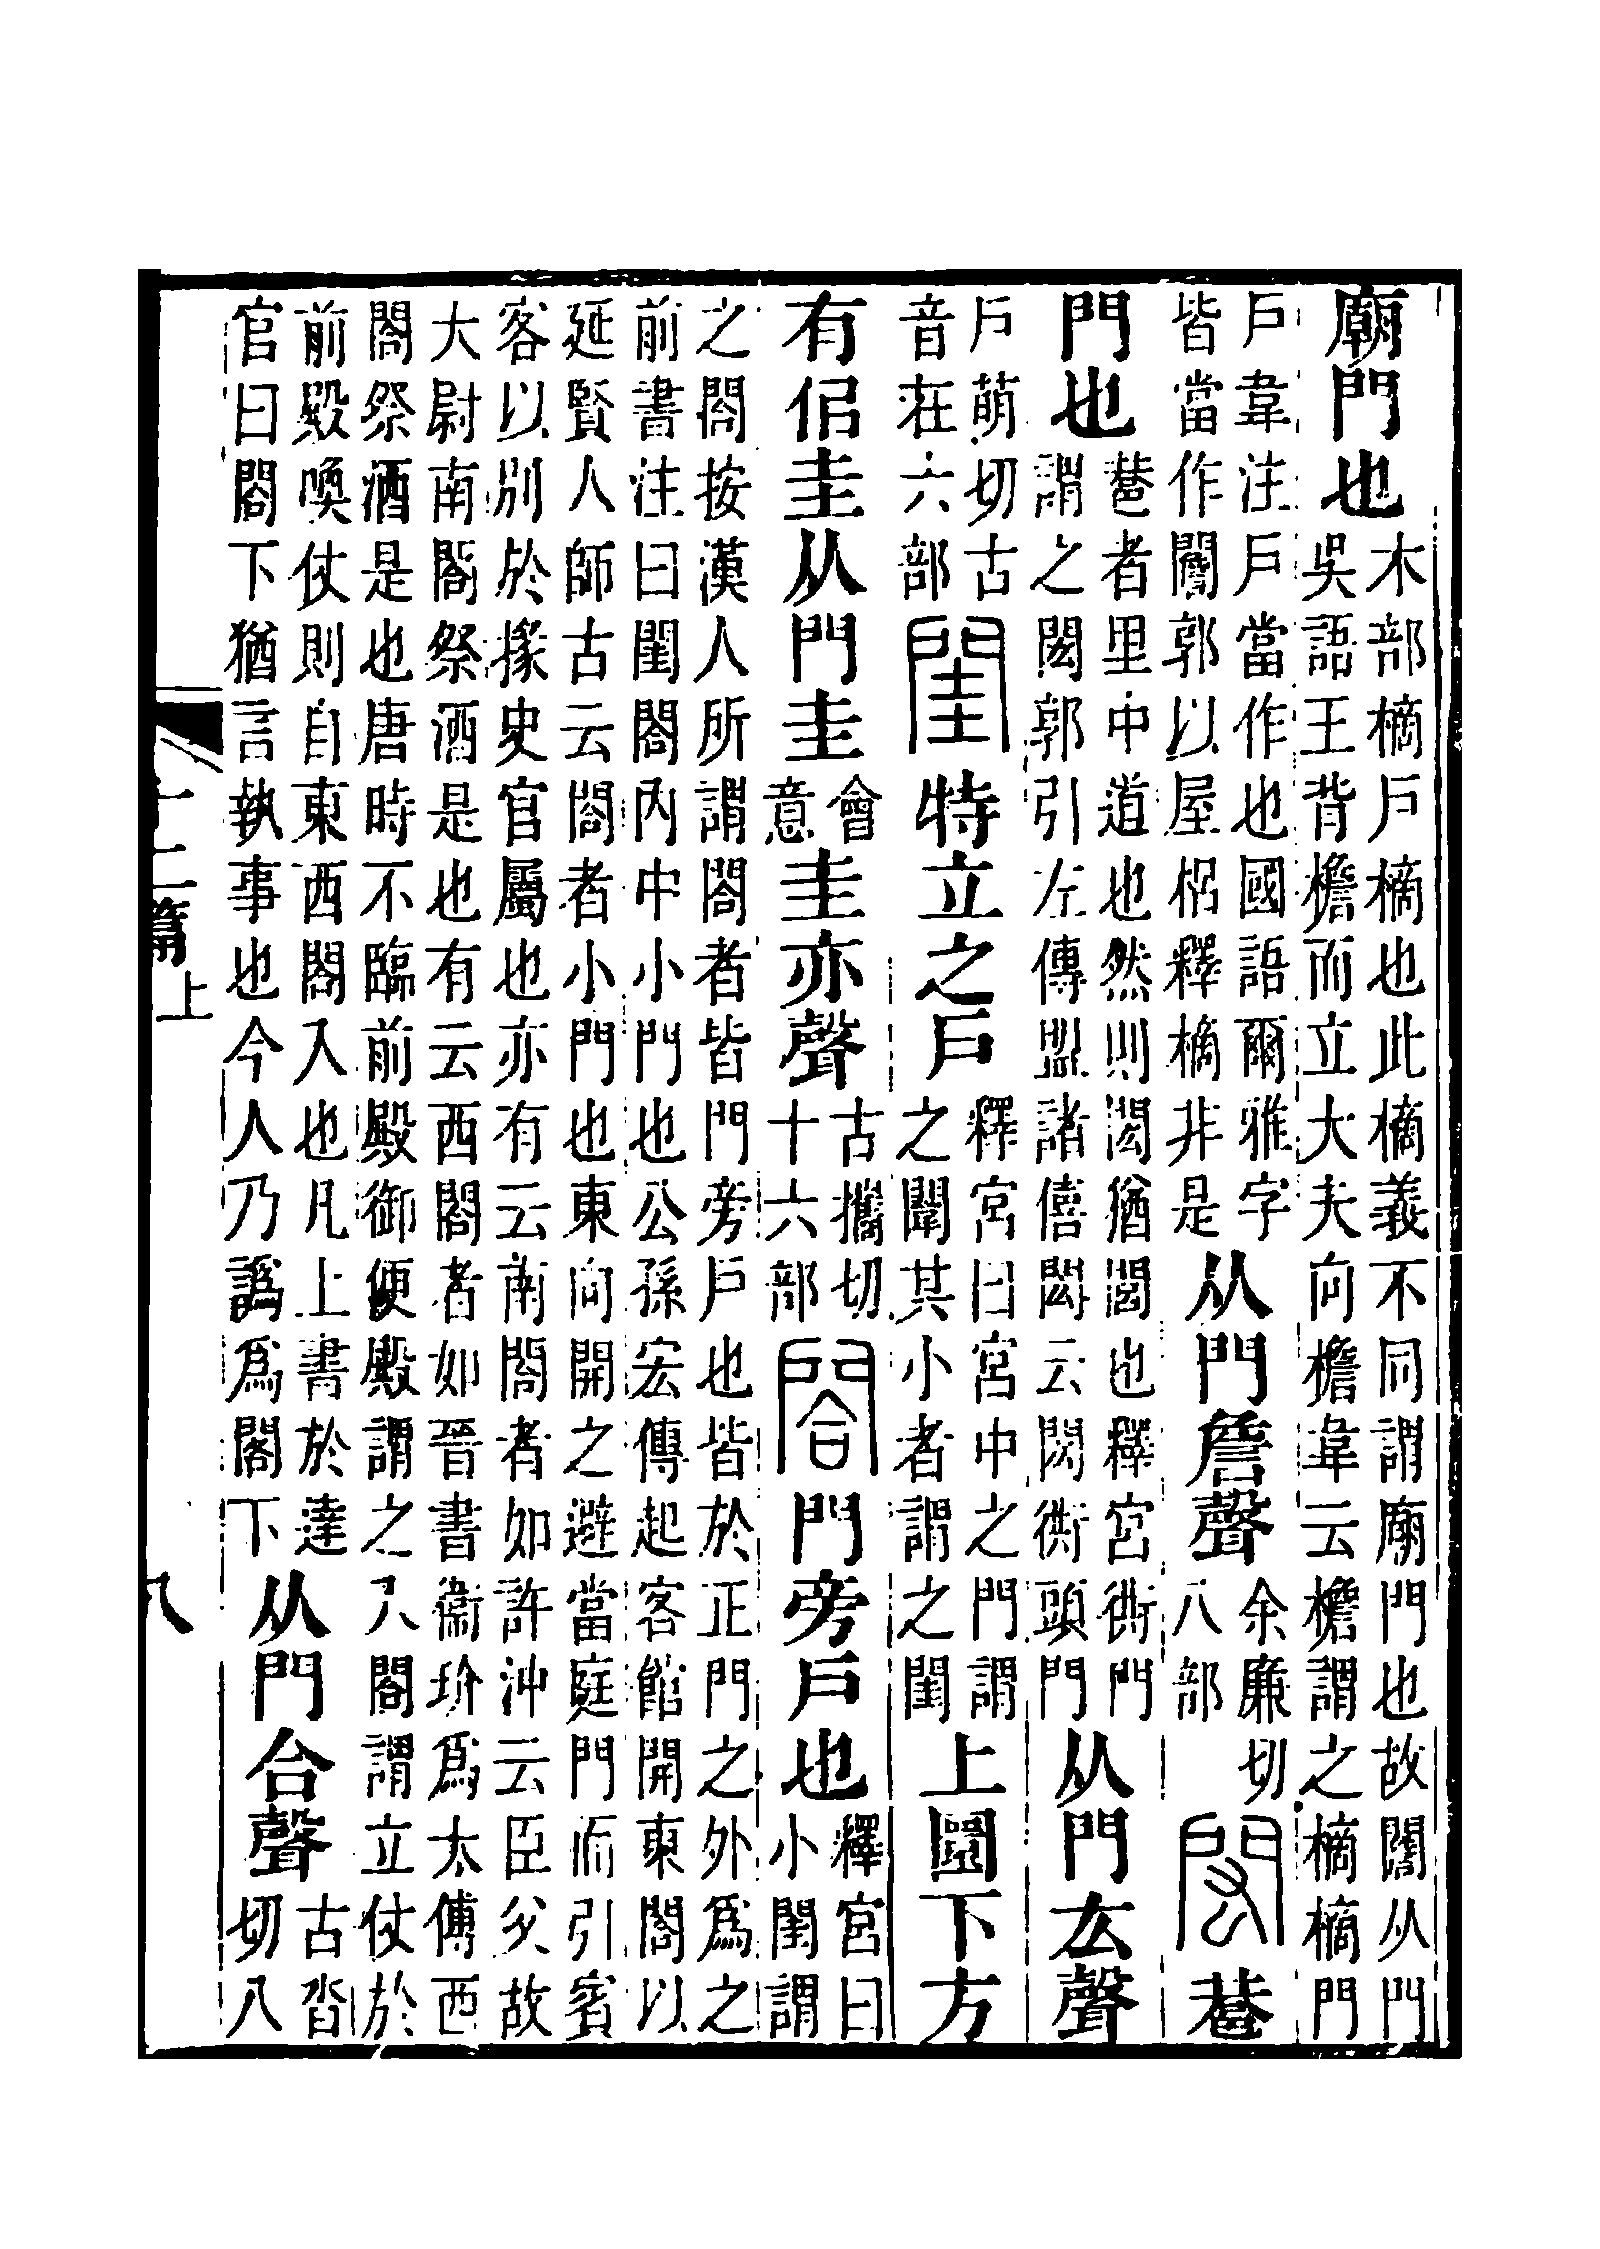 廟門也木部樀戶樀也此樀義不同謂廟門也故闧从門吳語王背檐而立大夫向檐韋云檐謂之樀樀門
戶韋注戶當作也國語爾雅字皆當作闧郭以屋梠釋樀非是从門詹聲余廉切八部閎巷
門也巷者里中道也然則閎猶閭也釋宮衖門謂之閎郭引左傳盟諸僖閎云閎衖頭門从門厷聲
戶萌切古音在六部閨特立之戶釋宮曰宮中之門謂之闈其小者謂之閨上圜下方
有佀圭从門圭會意圭亦聲古攜切十六部閤門旁戶也釋宮曰小閨謂
之閤按漢人所謂閤者皆門旁戶也皆於正門之外爲之前書注曰閨閤內中小門也公孫宏傳起客館開東閤以
延賢人師古云閤者小門也東向開之避當庭門而引賓客以別於掾史官屬也亦有云南閤者如許沖云臣父故
大尉南閤祭酒是也有云西閤者如晉書衞玠爲太傅西閤祭酒是也唐時不臨前殿御便殿謂之入閤謂立仗於
前殿喚仗則自東西閤入也凡上書於達官曰閤下猶言執事也今人乃譌爲閣下从門合聲古沓切八
十二篇上 八